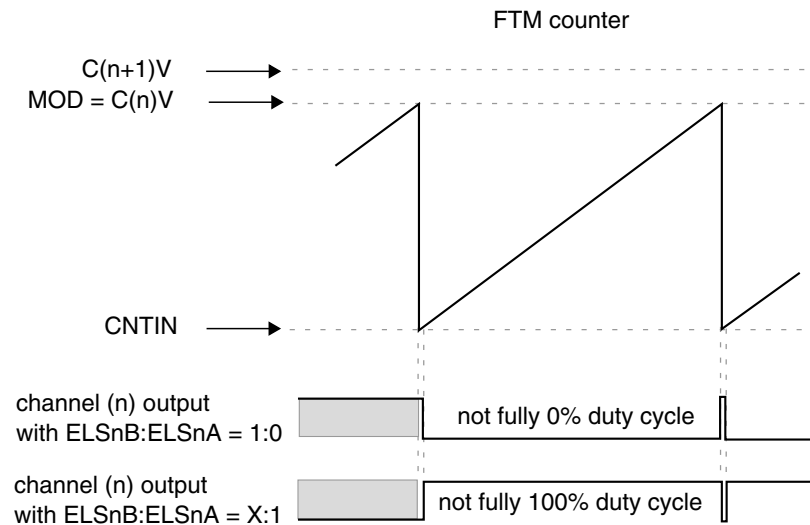 FTM counter
C(n+1)V
MOD = C(n)V
CNTIN
channel (n) output
with ELSnB:ELSnA = 1:0
not fully 0% duty cycle
channel (n) output
with ELSnB:ELSnA = X:1
not fully 100% duty cycle